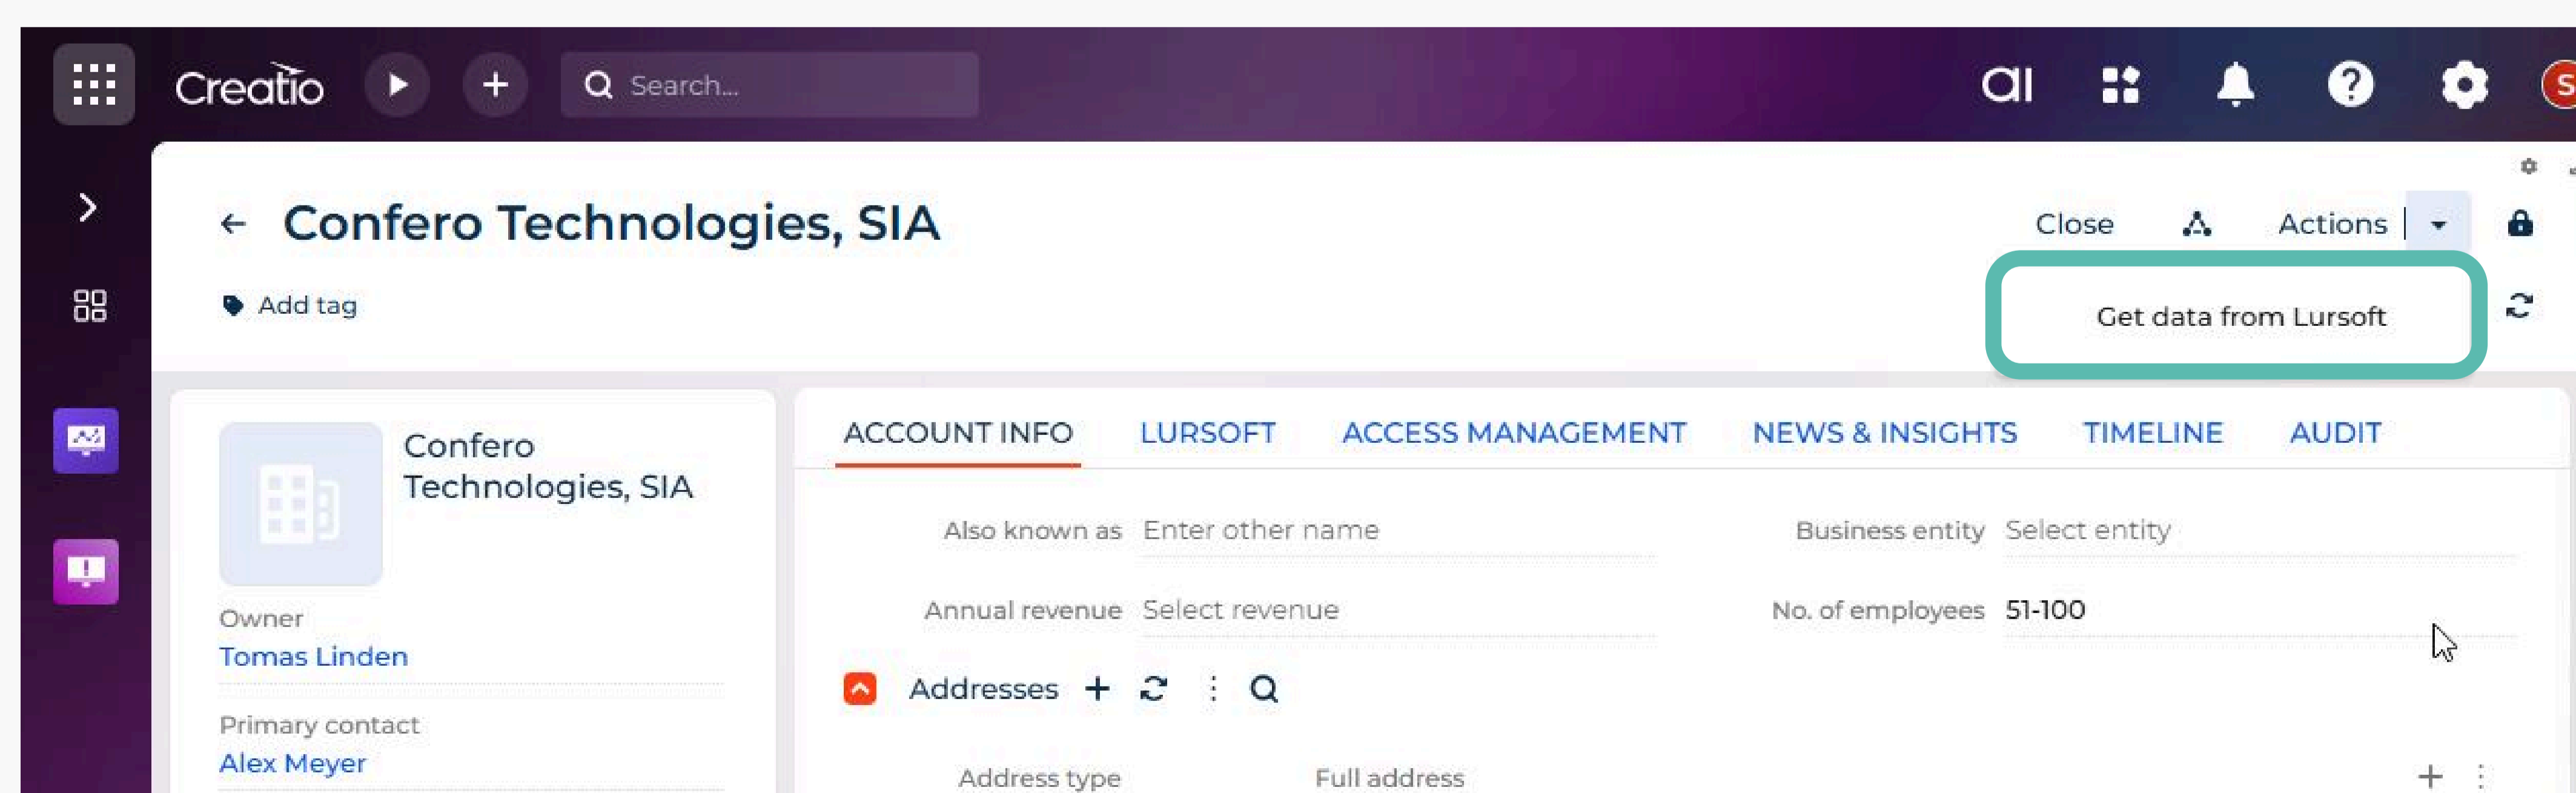 Creatio
Search...
ai
S
Confero Technologies, SIA
Close
Actions
Add tag
Get data from Lursoft
Confero
Technologies, SIA
Owner
Tomas Linden
Primary contact
Alex Meyer
ACCOUNT INFO
LURSOFT
ACCESS MANAGEMENT
NEWS & INSIGHTS
TIMELINE
AUDIT
Also known as Enter other name
Business entity Select entity
Annual revenue Select revenue
No. of employees 51-100
Addresses
Address type
Full address